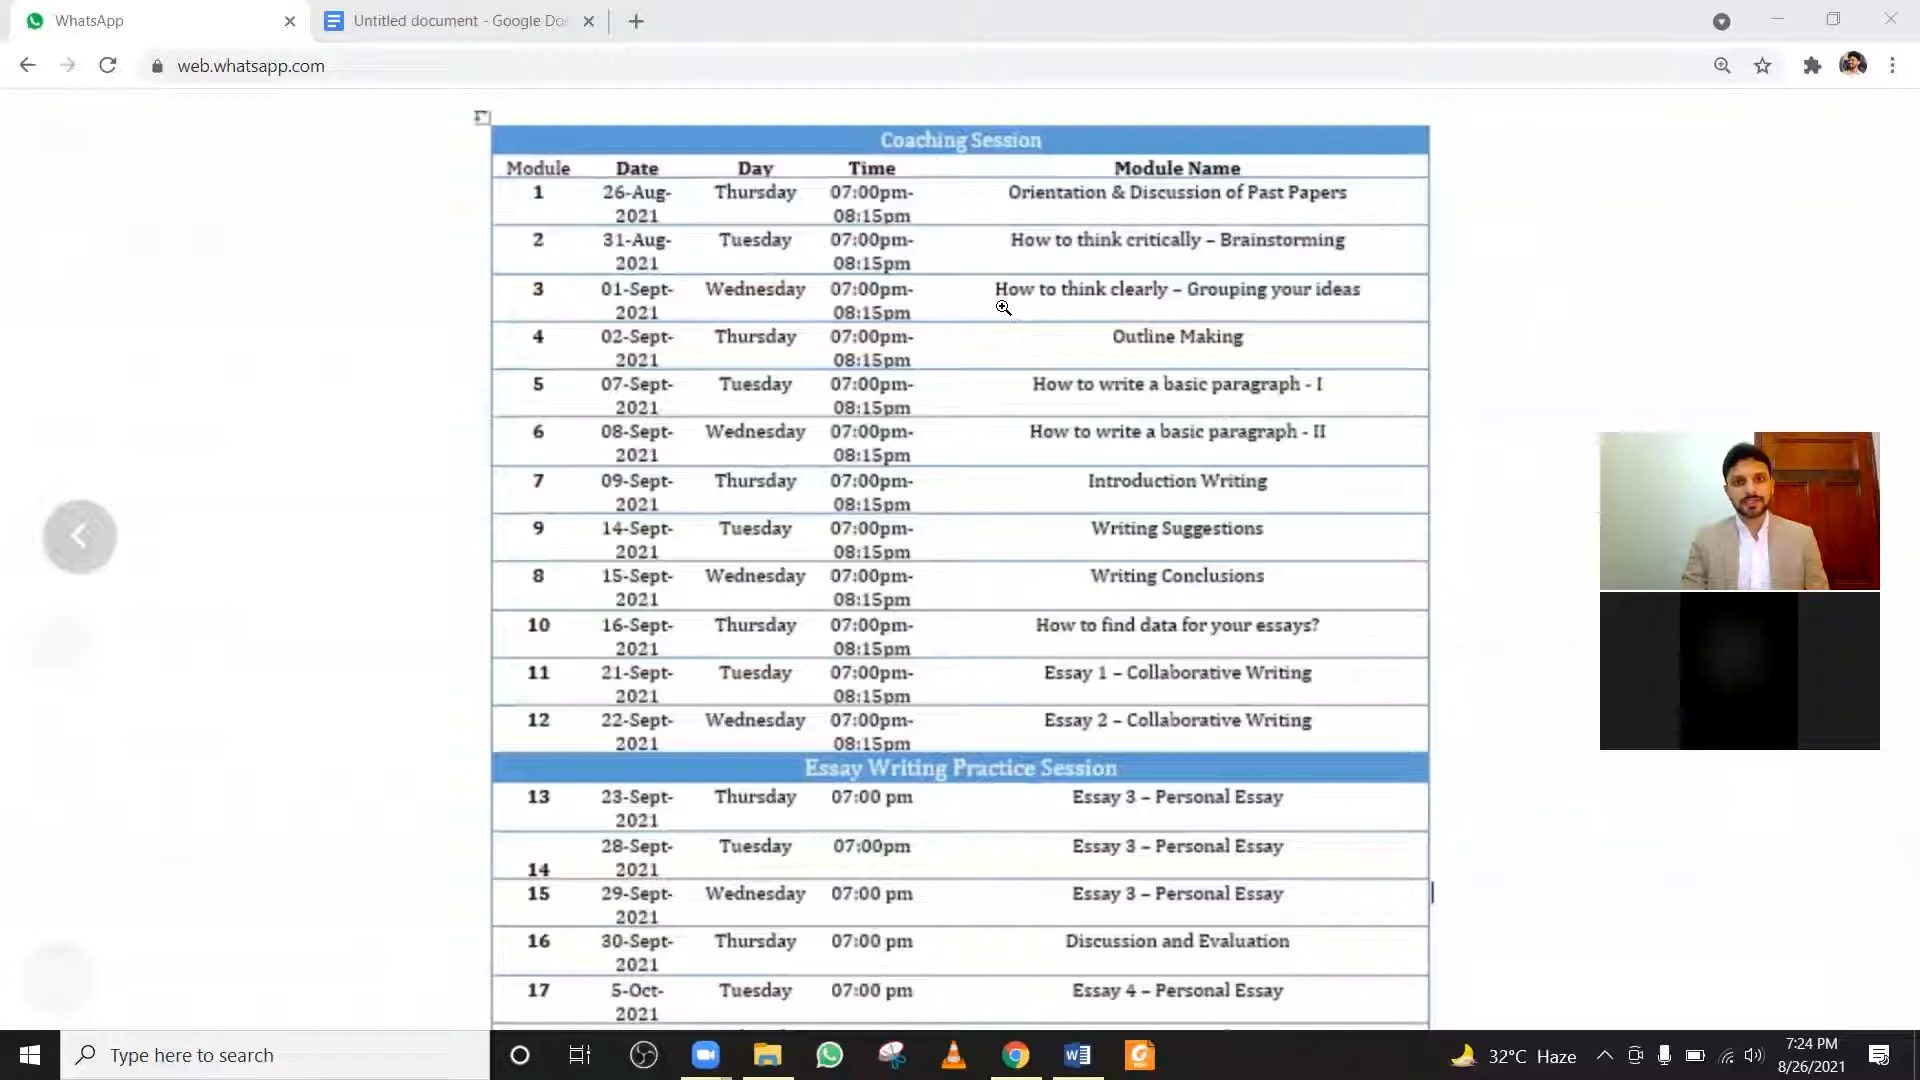 WhatsApp
Untitled document - Google Do
web.whatsapp.com
Coaching Session
Module Date Day Time Module Name
1 26-Aug- Thursday 07:00pm- Orientation & Discussion of Past Papers
2021 08:15pm
2 31-Aug- Tuesday 07:00pm- How to think critically – Brainstorming
2021 08:15pm
3 01-Sept- Wednesday 07:00pm- How to think clearly – Grouping your ideas
2021 08:15pm
4 02-Sept- Thursday 07:00pm- Outline Making
2021 08:15pm
5 07-Sept- Tuesday 07:00pm- How to write a basic paragraph - I
2021 08:15pm
6 08-Sept- Wednesday 07:00pm- How to write a basic paragraph - II
2021 08:15pm
7 09-Sept- Thursday 07:00pm- Introduction Writing
2021 08:15pm
9 14-Sept- Tuesday 07:00pm- Writing Suggestions
2021 08:15pm
8 15-Sept- Wednesday 07:00pm- Writing Conclusions
2021 08:15pm
10 16-Sept- Thursday 07:00pm- How to find data for your essays?
2021 08:15pm
11 21-Sept- Tuesday 07:00pm- Essay 1 – Collaborative Writing
2021 08:15pm
12 22-Sept- Wednesday 07:00pm- Essay 2 – Collaborative Writing
2021 08:15pm
Essay Writing Practice Session
13 23-Sept- Thursday 07:00 pm Essay 3 – Personal Essay
2021
28-Sept- Tuesday 07:00pm Essay 3 – Personal Essay
14 2021
15 29-Sept- Wednesday 07:00 pm Essay 3 – Personal Essay
2021
16 30-Sept- Thursday 07:00 pm Discussion and Evaluation
2021
17 5-Oct- Tuesday 07:00 pm Essay 4 – Personal Essay
2021
Type here to search
32°C Haze
7:24 PM
8/26/2021